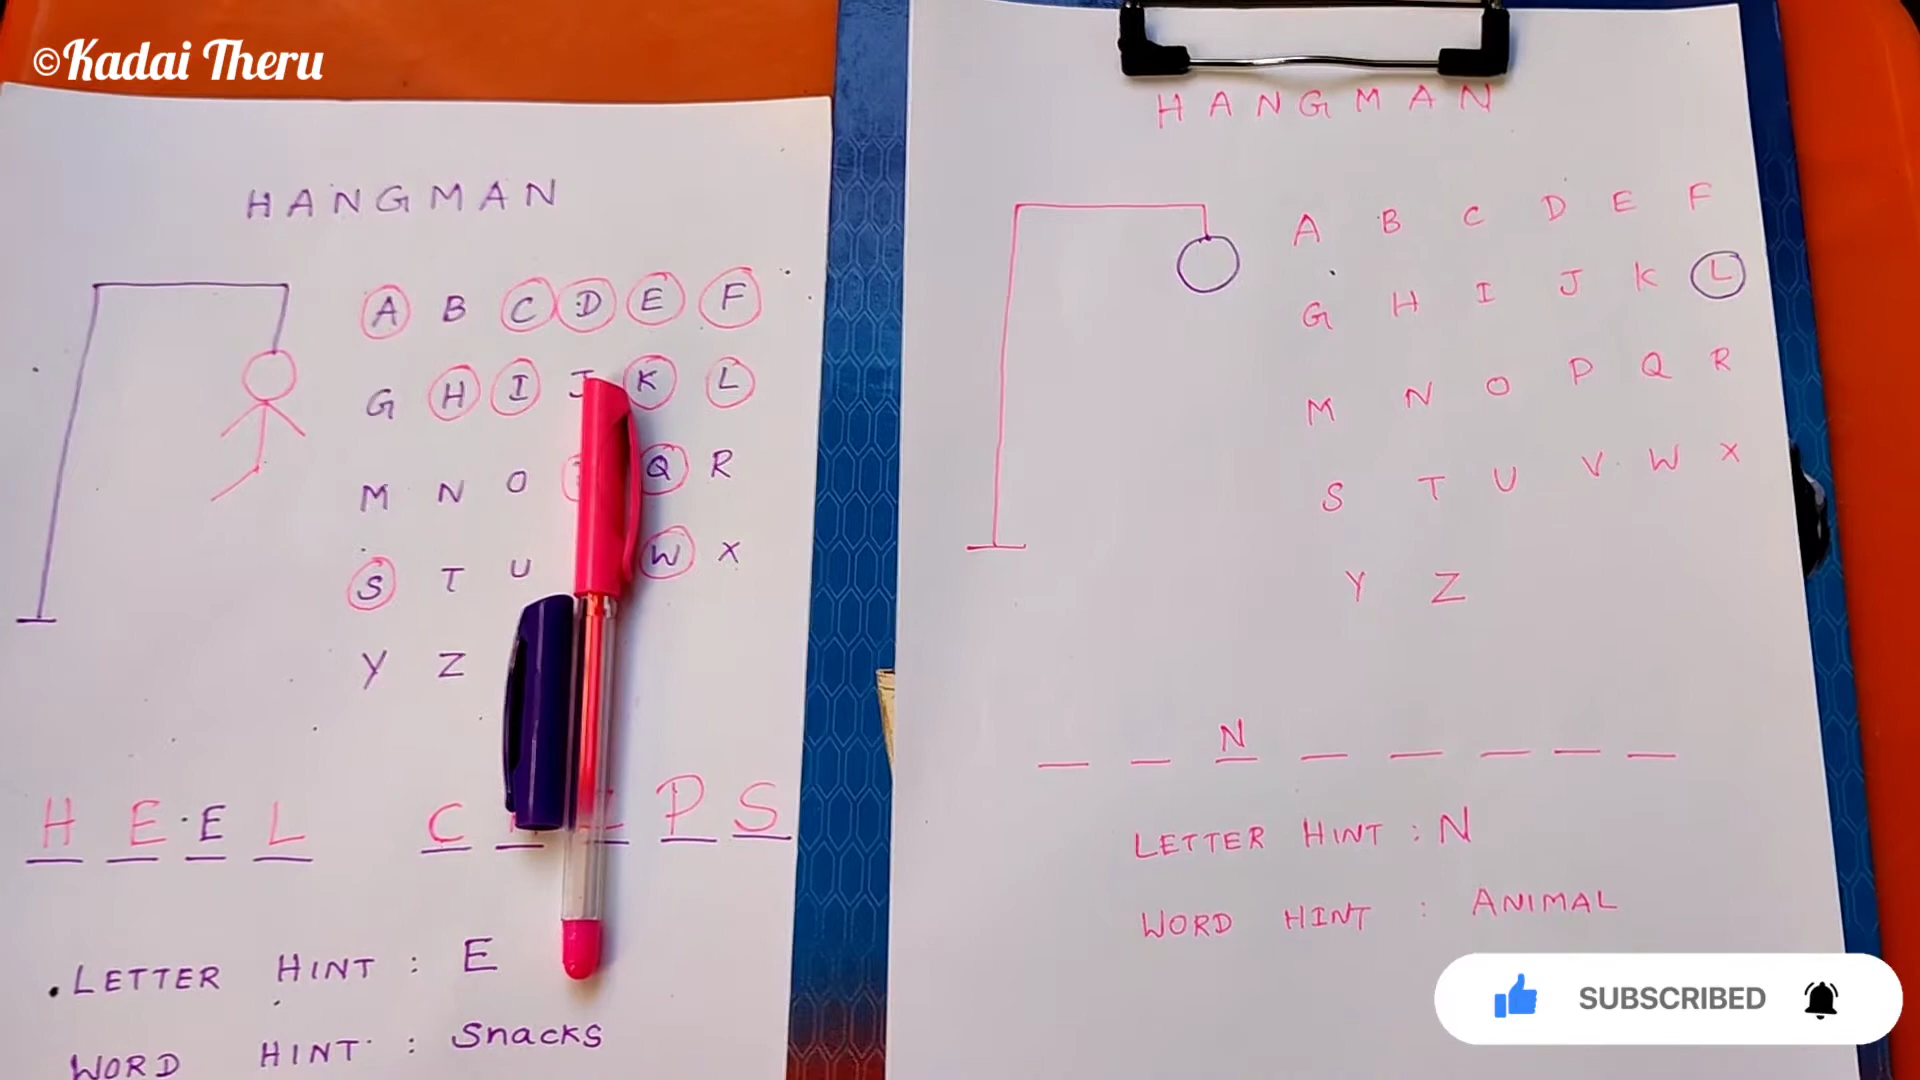 ©Kadai Theru
HANGMAN
A B C D E F
G H I J K L
M N O Q R
S T U W X
Y Z
H E E L C P S
LETTER HINT : E
WORD HINT : Snacks
HANGMAN
A B C D E F
G H I J K L
M N O P Q R
S T U V W X
Y Z
_ _ N _ _ _ _ _
LETTER HINT : N
WORD HINT : ANIMAL
SUBSCRIBED